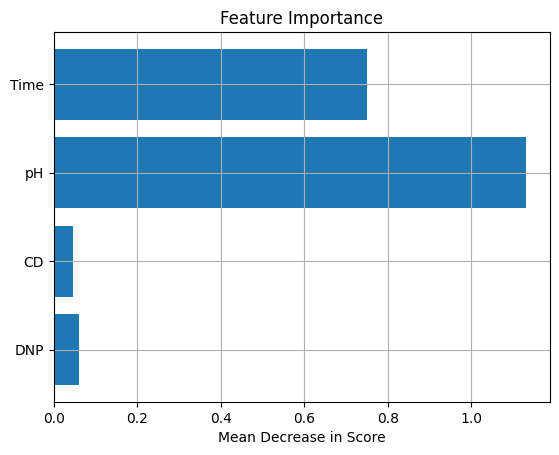 Feature Importance
Time
pH
CD
DNP
0.0 0.2 0.4 0.6 0.8 1.0
Mean Decrease in Score